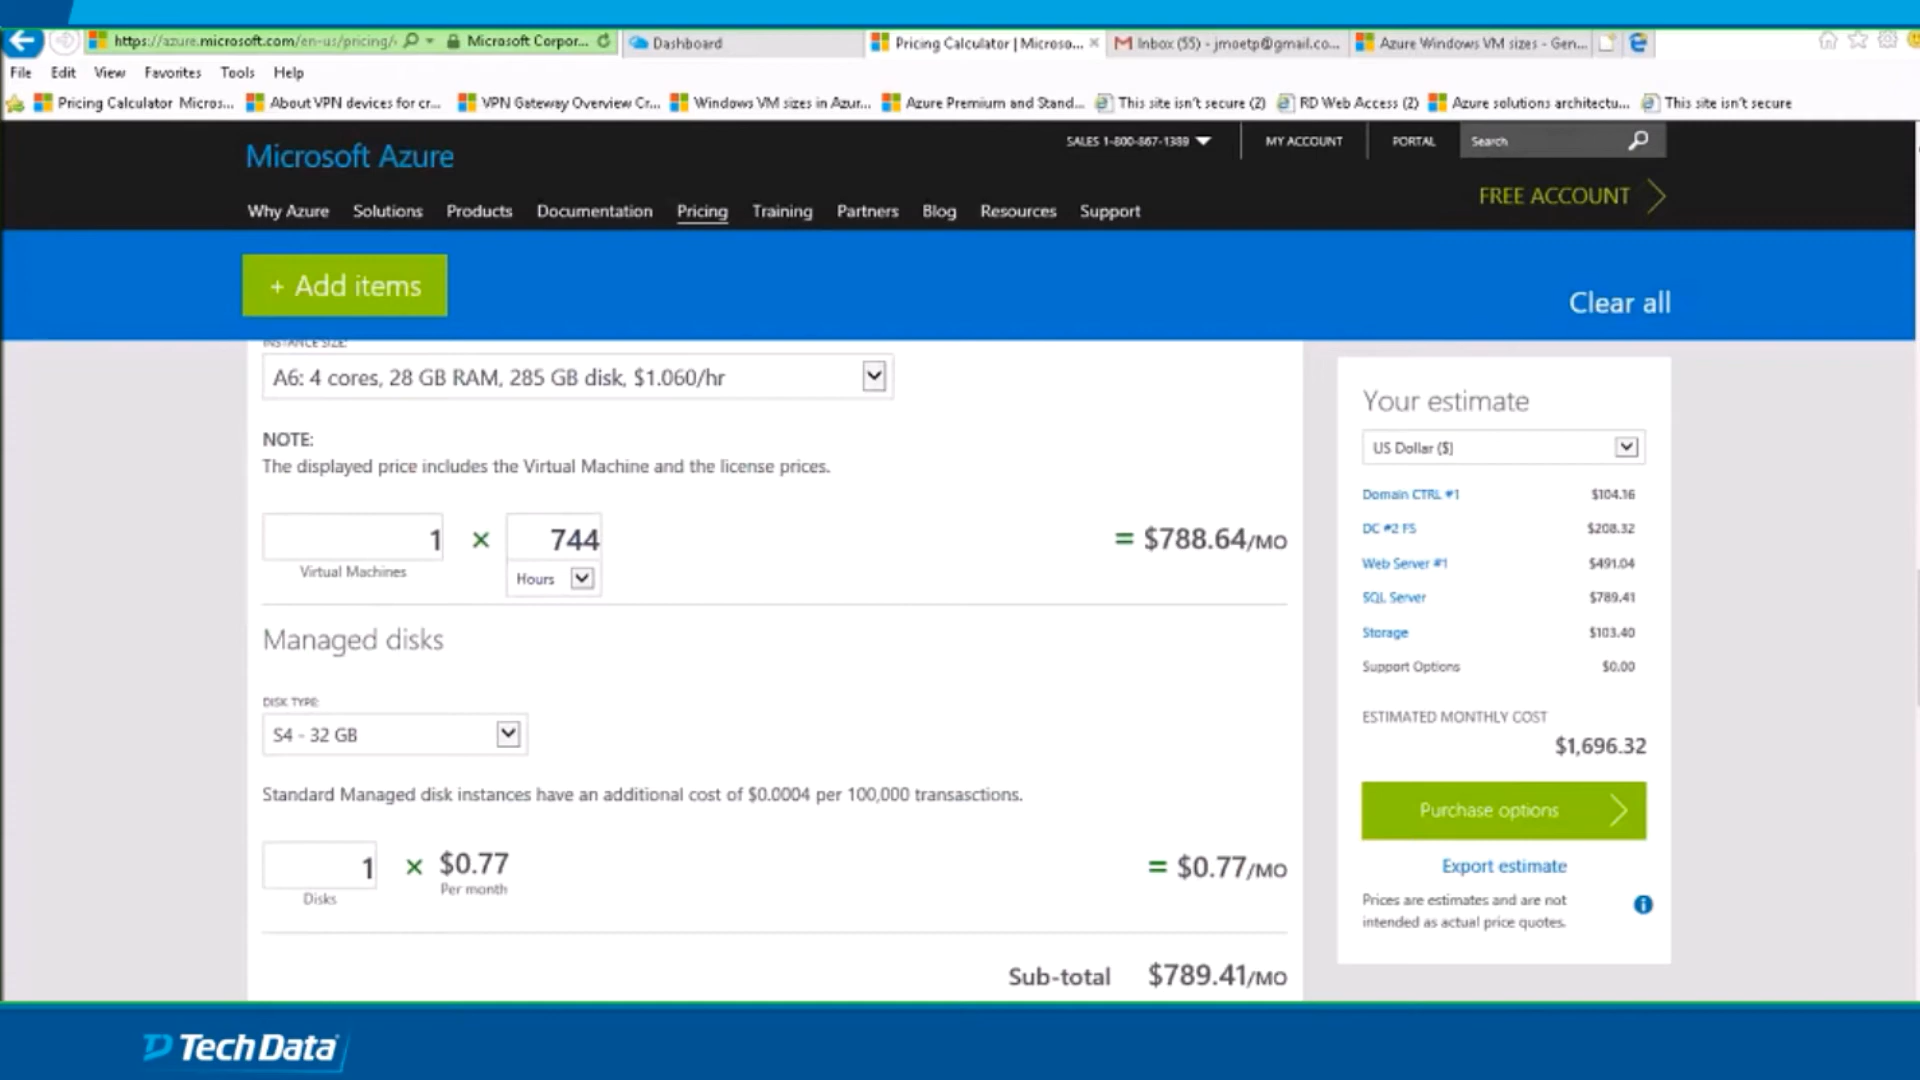 https://azure.microsoft.com/en-us/pricing/
Microsoft Corpor...
Dashboard
Pricing Calculator | Microso...
Inbox (55) - jmoetp@gmail.co...
Azure Windows VM sizes - Gen...
File Edit View Favorites Tools Help
Pricing Calculator Micros...
About VPN devices for cr...
VPN Gateway Overview Cr...
Windows VM sizes in Azur...
Azure Premium and Stand...
This site isn't secure (2)
RD Web Access (2)
Azure solutions architectu...
This site isn't secure
SALES 1-800-867-1389
MY ACCOUNT
PORTAL
Search
Microsoft Azure
FREE ACCOUNT
Why Azure Solutions Products Documentation Pricing Training Partners Blog Resources Support
+ Add items
Clear all
INSTANCE SIZE:
A6: 4 cores, 28 GB RAM, 285 GB disk, $1.060/hr
NOTE:
The displayed price includes the Virtual Machine and the license prices.
1 × 744 = $788.64/MO
Virtual Machines
Hours
Managed disks
DISK TYPE:
S4 - 32 GB
Standard Managed disk instances have an additional cost of $0.0004 per 100,000 transasctions.
1 × $0.77 = $0.77/MO
Disks
Per month
Sub-total $789.41/MO
Your estimate
US Dollar ($)
Domain CTRL #1 $104.16
DC #2 FS $208.32
Web Server #1 $491.04
SQL Server $789.41
Storage $103.40
Support Options $0.00
ESTIMATED MONTHLY COST
$1,696.32
Purchase options
Export estimate
Prices are estimates and are not
intended as actual price quotes.
Tech Data